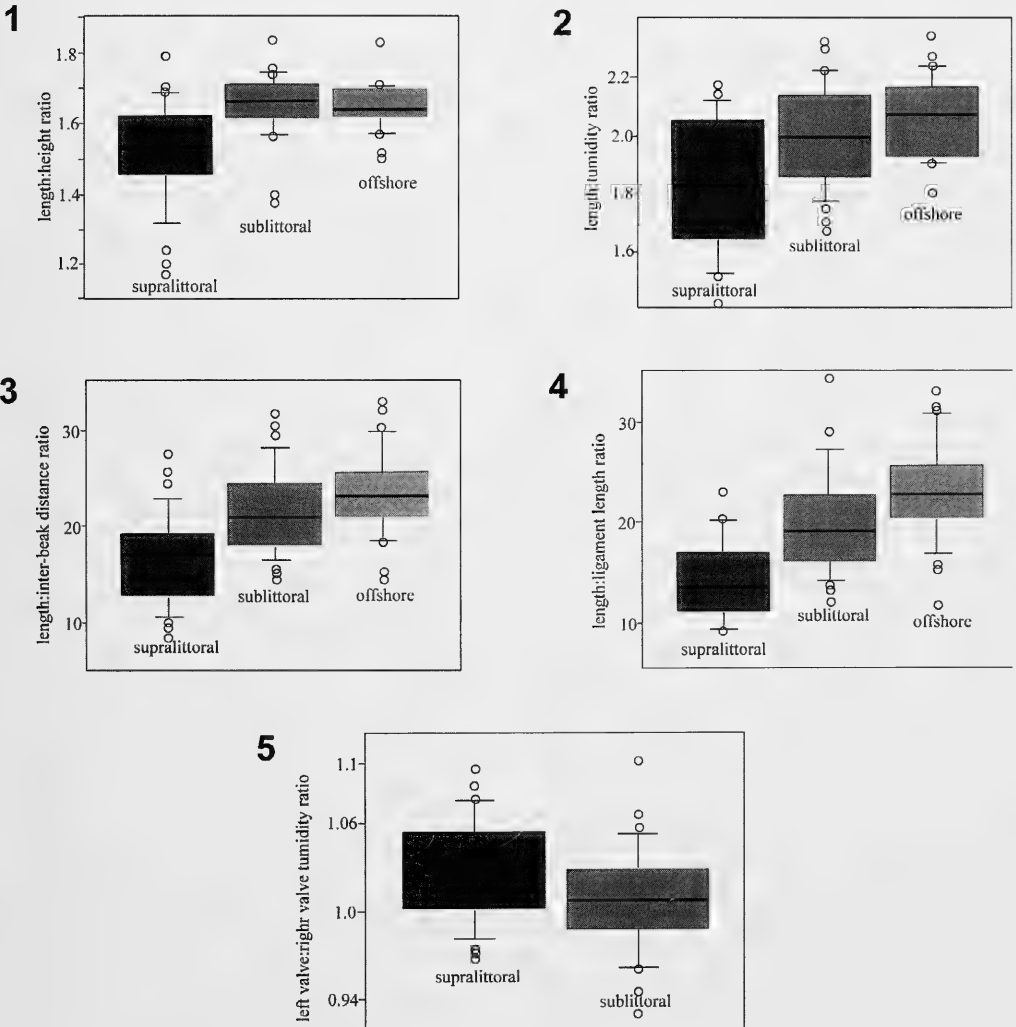 1
length:height ratio
1.8
1.6
1.4
1.2
supralittoral
sublittoral
offshore
2
length:tumidity ratio
2.2
2.0
1.8
1.6
supralittoral
sublittoral
offshore
3
length:inter-beak distance ratio
30
20
10
supralittoral
sublittoral
offshore
4
length:ligament length ratio
30
20
10
supralittoral
sublittoral
offshore
5
left valve:righr valve tumidity ratio
1.1
1.06
1.0
0.94
supralittoral
sublittoral